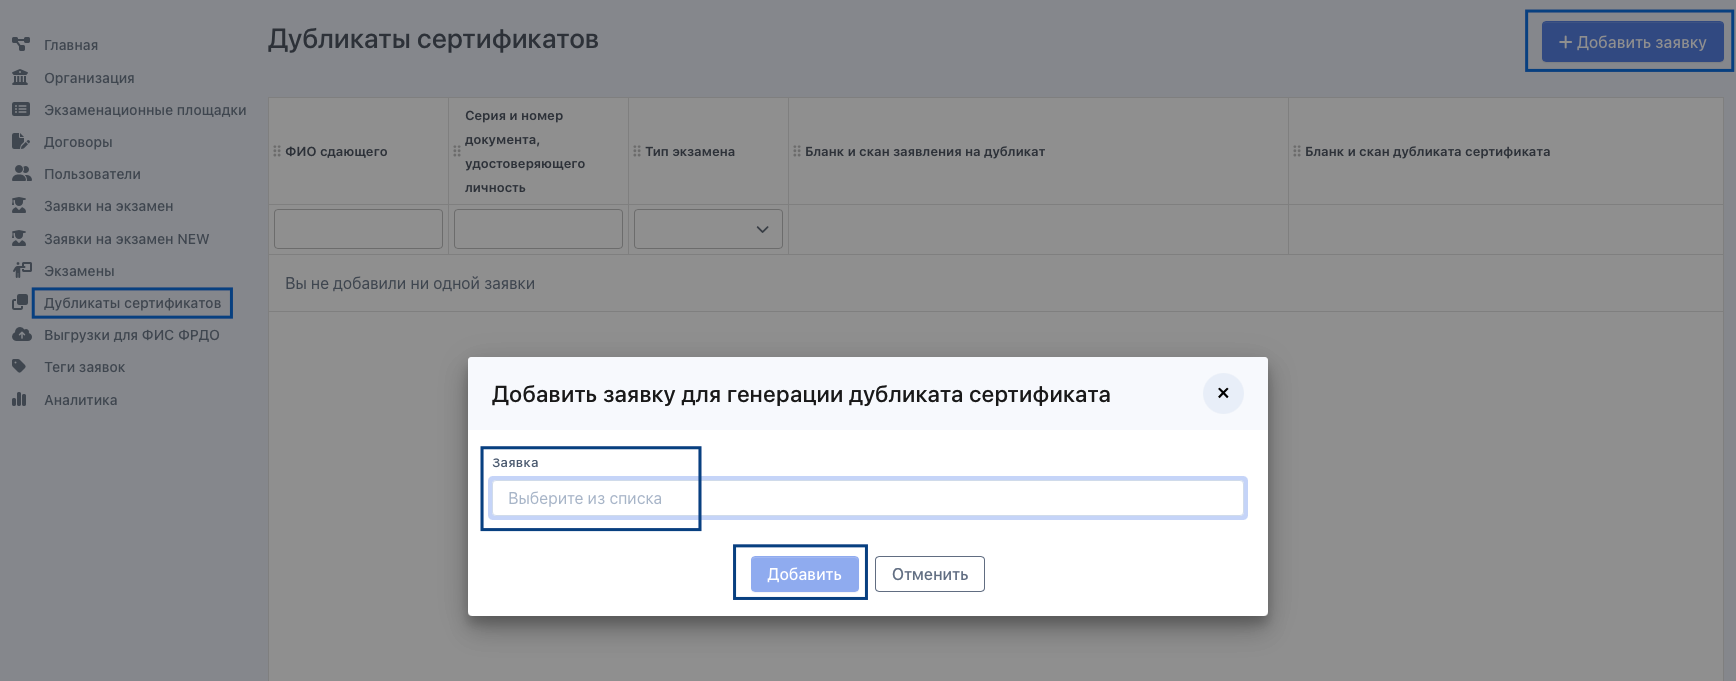 Главная
Организация
Экзаменационные площадки
Договоры
Пользователи
Заявки на экзамен
Заявки на экзамен NEW
Экзамены
Дубликаты сертификатов
Выгрузки для ФИС ФРДО
Теги заявок
Аналитика
Дубликаты сертификатов
+ Добавить заявку
ФИО сдающего
Серия и номер
документа,
удостоверяющего
личность
Тип экзамена
Бланк и скан заявления на дубликат
Бланк и скан дубликата сертификата
Вы не добавили ни одной заявки
Добавить заявку для генерации дубликата сертификата
Заявка
Выберите из списка
Добавить
Отменить